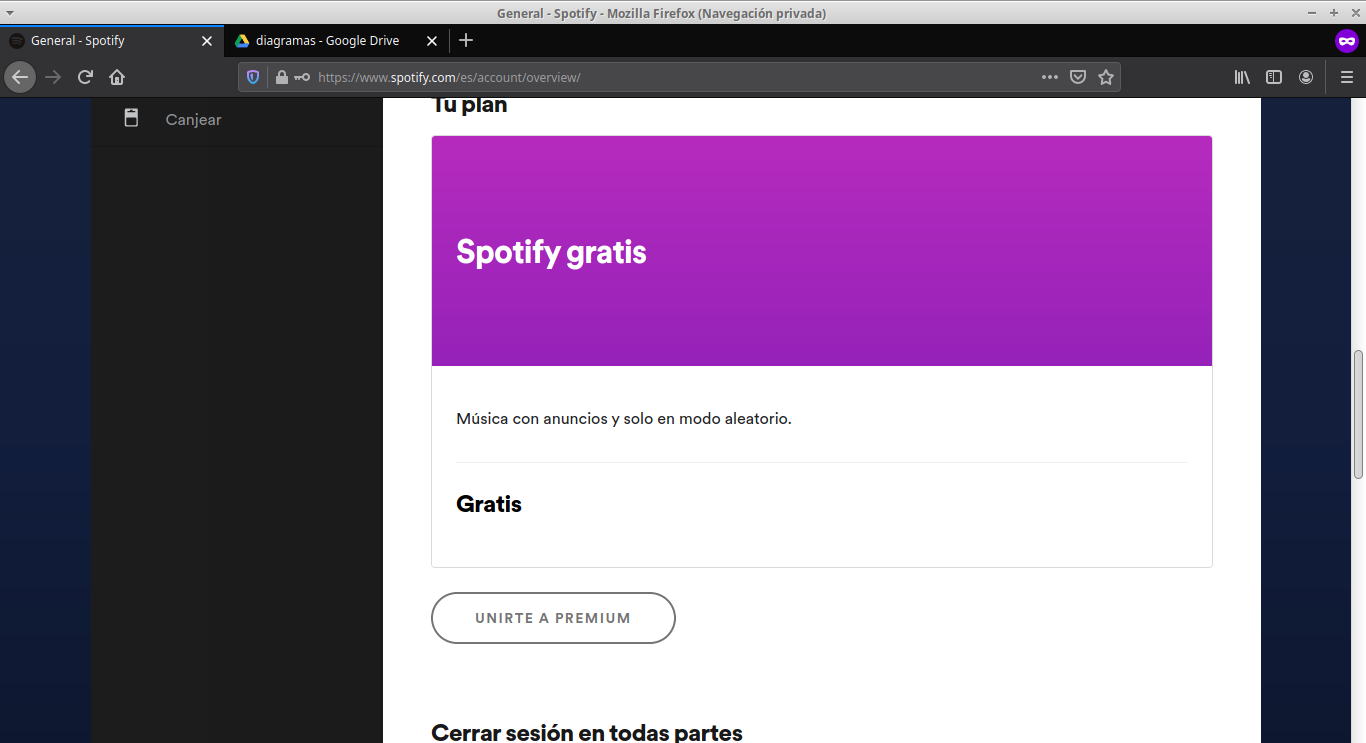 General - Spotify - Mozilla Firefox (Navegación privada)
General - Spotify
diagramas - Google Drive
https://www.spotify.com/es/account/overview/
Canjear
Tu plan
Spotify gratis
Música con anuncios y solo en modo aleatorio.
Gratis
UNIRTE A PREMIUM
Cerrar sesión en todas partes